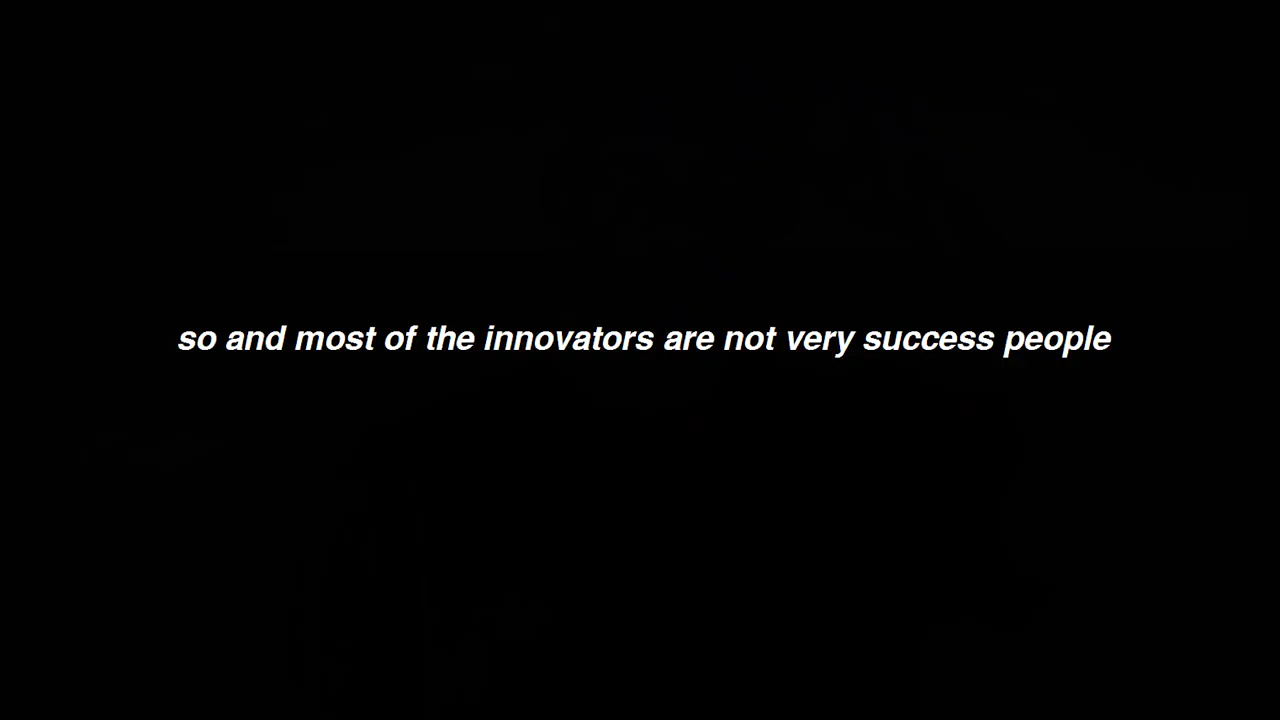 so and most of the innovators are not very success people